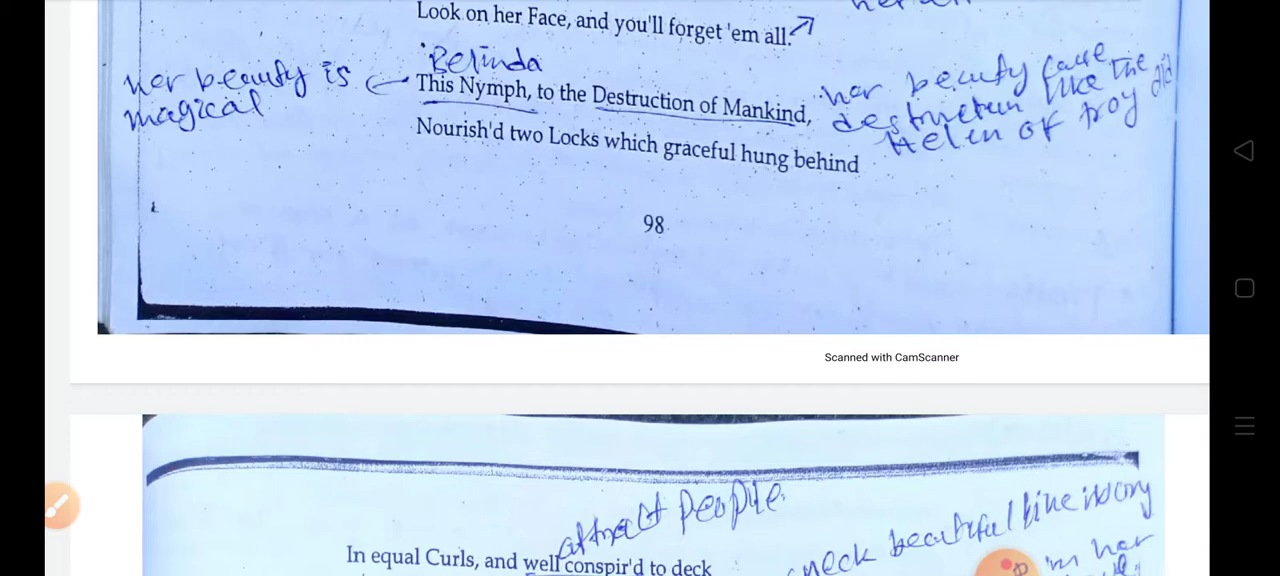 Look on her Face, and you'll forget 'em all.
Belinda
her beauty is
magical
This Nymph, to the Destruction of Mankind,
her beauty cause
destruction like the
Helen of troy did
Nourish'd two Locks which graceful hung behind
98
Scanned with CamScanner
attract people
neck beautiful like ivory
in her
In equal Curls, and well conspir'd to deck